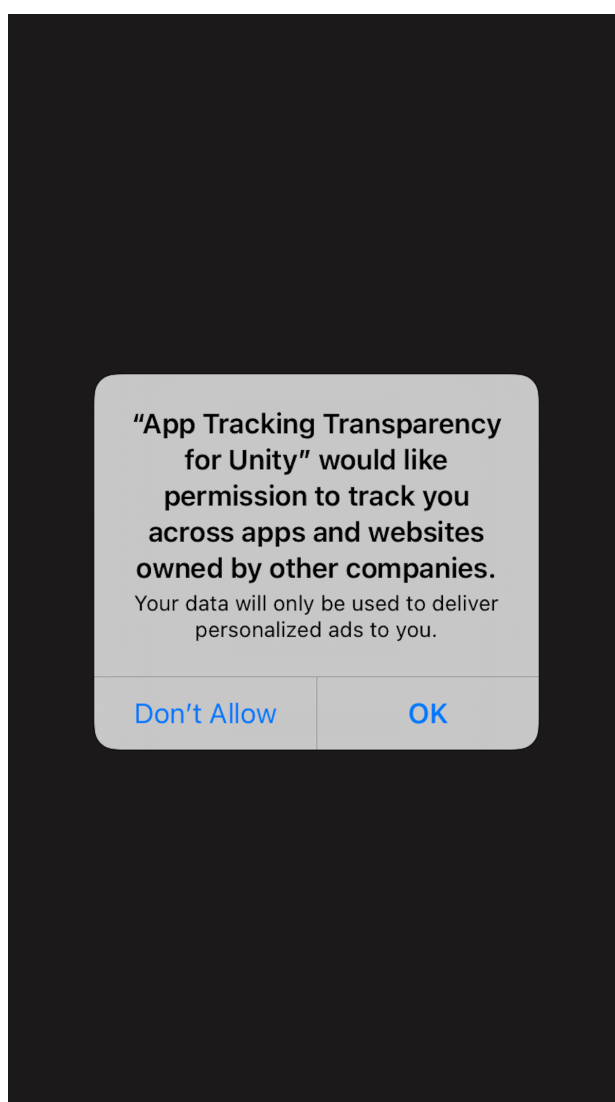 “App Tracking Transparency
for Unity” would like
permission to track you
across apps and websites
owned by other companies.
Your data will only be used to deliver
personalized ads to you.
Don’t Allow
OK